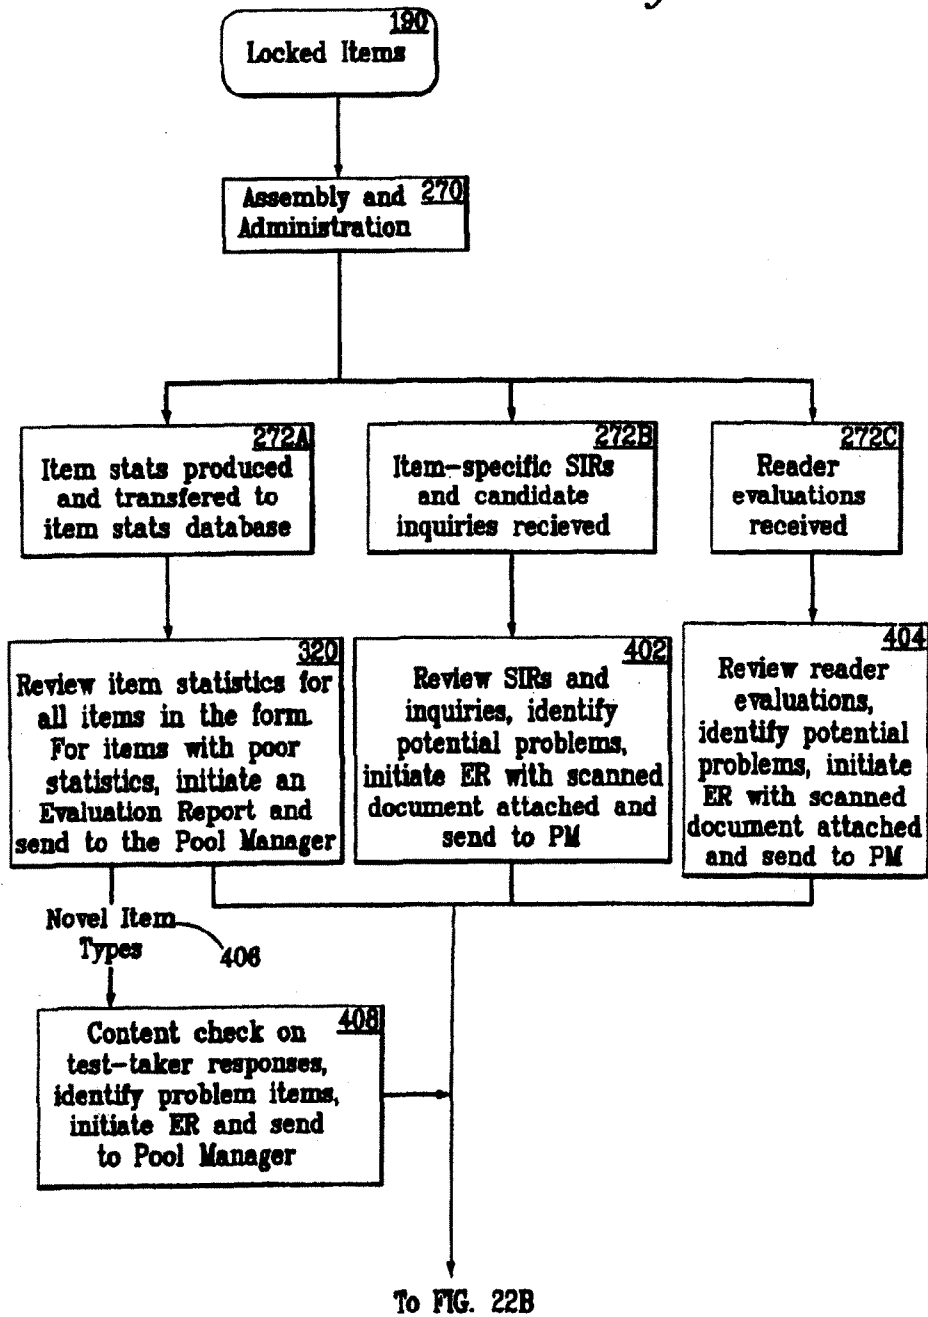 190
Locked Items
Assembly and 270
Administration
272A
Item stats produced
and transfered to
item stats database
272B
Item-specific SIRs
and candidate
inquiries recieved
272C
Reader
evaluations
received
320
Review item statistics for
all items in the form.
For items with poor
statistics, initiate an
Evaluation Report and
send to the Pool Manager
402
Review SIRs and
inquiries, identify
potential problems,
initiate ER with scanned
document attached and
send to PM
404
Review reader
evaluations,
identify potential
problems, initiate
ER with scanned
document attached
and send to PM
Novel Item
Types
406
408
Content check on
test-taker responses,
identify problem items,
initiate ER and send
to Pool Manager
To FIG. 22B